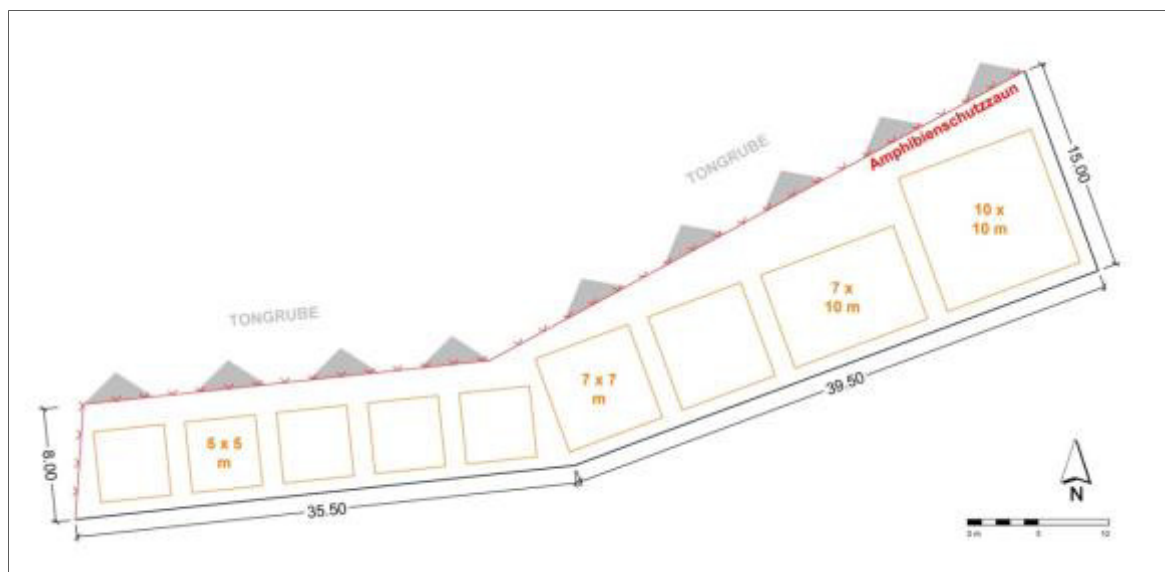 Amphibienschutzzaun
TONGRUBE
15.00
10 x
10 m
TONGRUBE
7 x
10 m
7 x 7
m
39.50
8.00
5 x 5
m
35.50
N
0 m
5
10